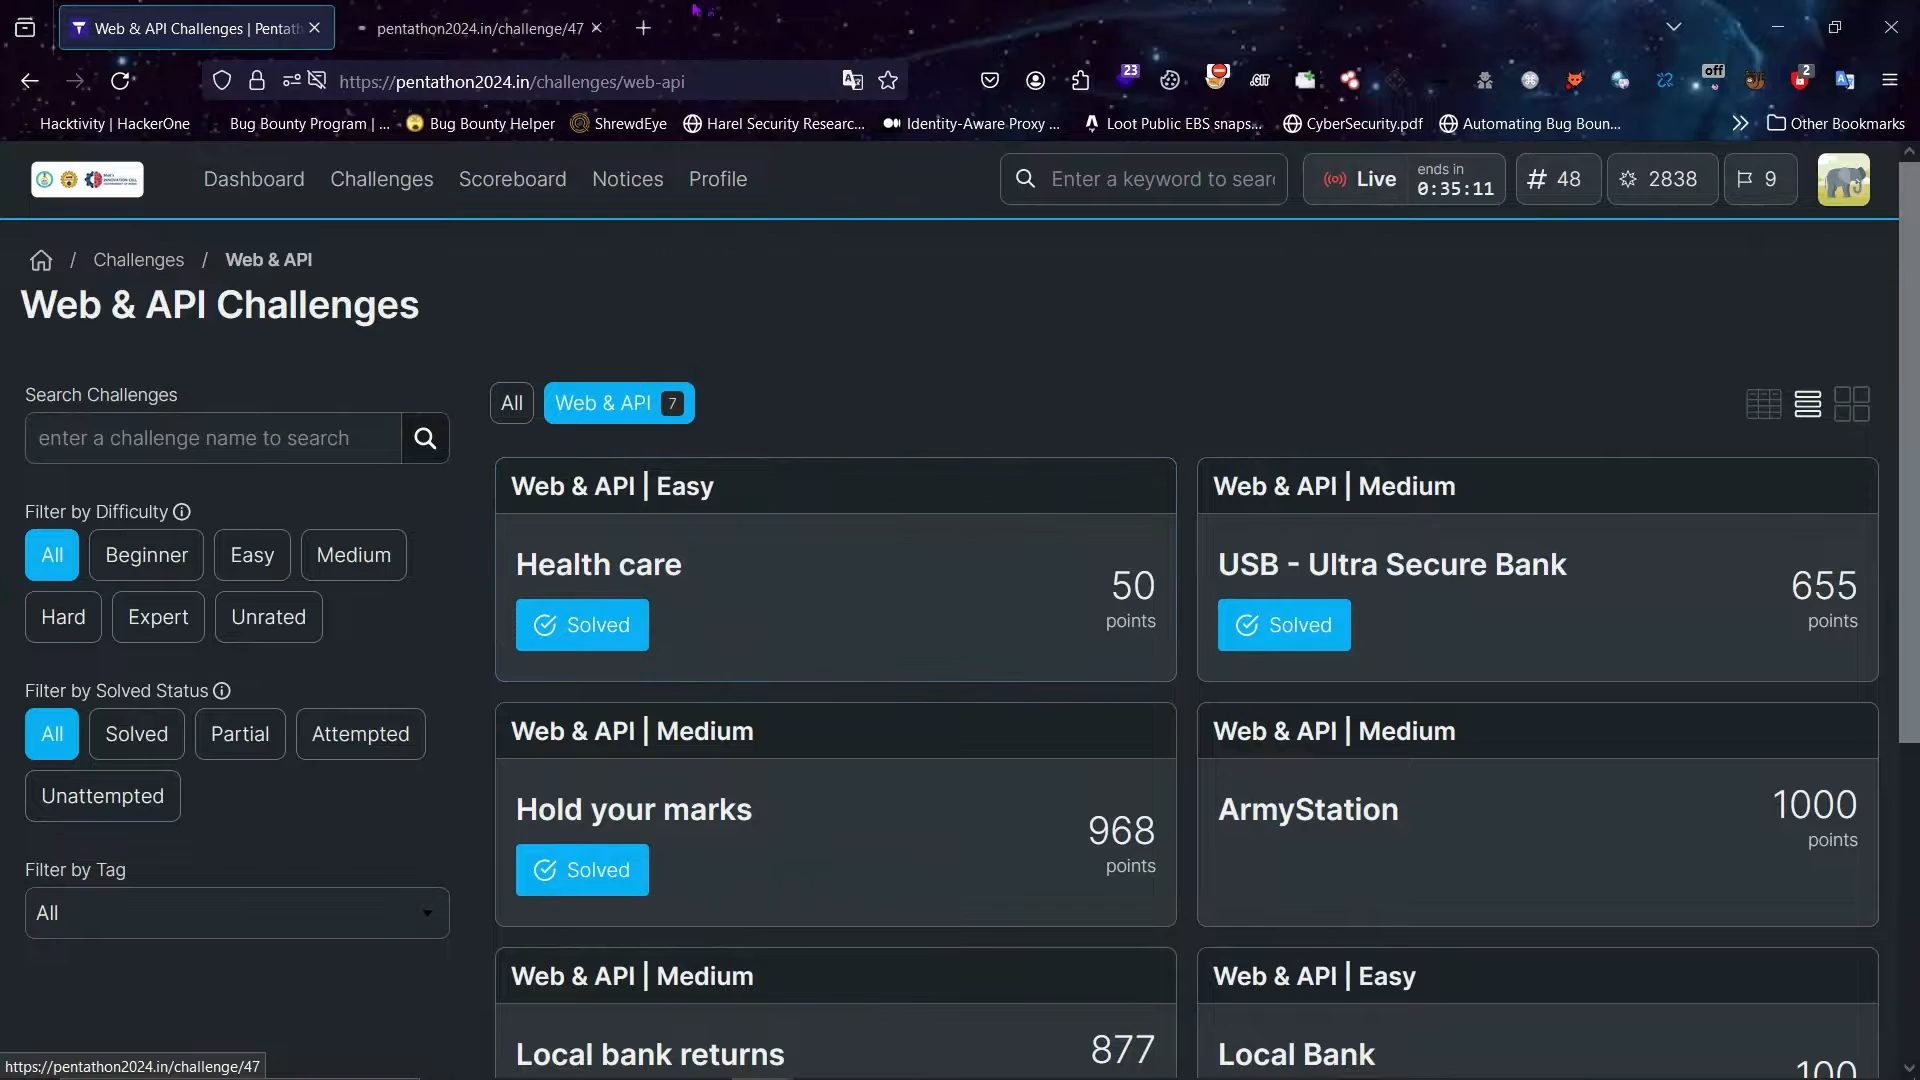 Web & API Challenges | Pentath
pentathon2024.in/challenge/47
https://pentathon2024.in/challenges/web-api
23
.GIT
off
2
Hacktivity | HackerOne
Bug Bounty Program | ...
Bug Bounty Helper
ShrewdEye
Harel Security Researc...
Identity-Aware Proxy ...
Loot Public EBS snaps...
CyberSecurity.pdf
Automating Bug Boun...
Other Bookmarks
Dashboard
Challenges
Scoreboard
Notices
Profile
Enter a keyword to sear
Live
ends in
0:35:11
# 48
2838
9
/ Challenges / Web & API
Web & API Challenges
Search Challenges
enter a challenge name to search
Filter by Difficulty
All
Beginner
Easy
Medium
Hard
Expert
Unrated
Filter by Solved Status
All
Solved
Partial
Attempted
Unattempted
Filter by Tag
All
All
Web & API 7
Web & API | Easy
Health care
50
points
Solved
Web & API | Medium
USB - Ultra Secure Bank
655
points
Solved
Web & API | Medium
Hold your marks
968
points
Solved
Web & API | Medium
ArmyStation
1000
points
Web & API | Medium
Local bank returns
877
Web & API | Easy
Local Bank
100
https://pentathon2024.in/challenge/47